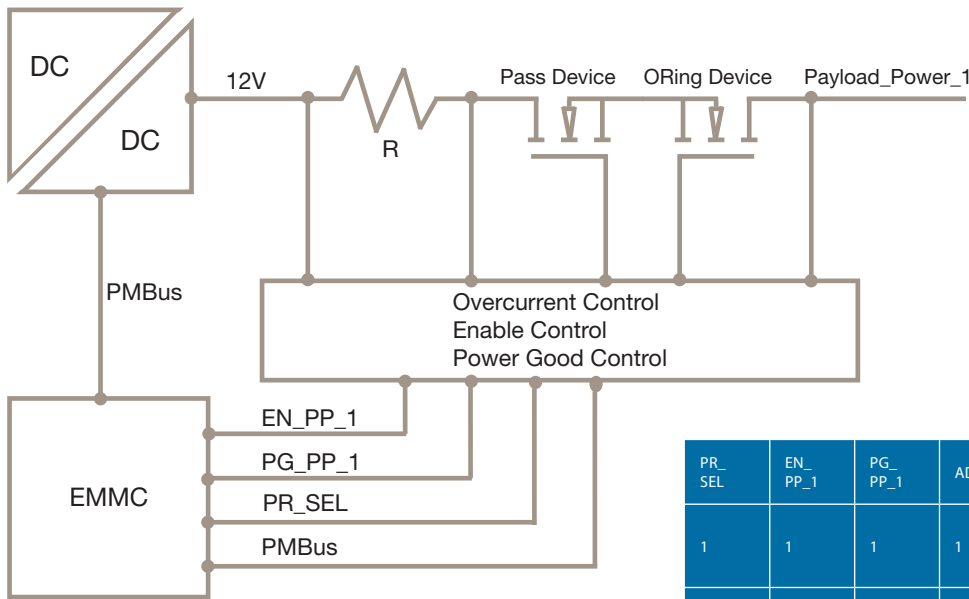 DC
DC
12V
R
Pass Device
ORing Device
Payload_Power_1
PMBus
Overcurrent Control
Enable Control
Power Good Control
EMMC
EN_PP_1
PG_PP_1
PR_SEL
PMBus
PR_
SEL
EN_
PP_1
PG_
PP_1
1
1
1
1